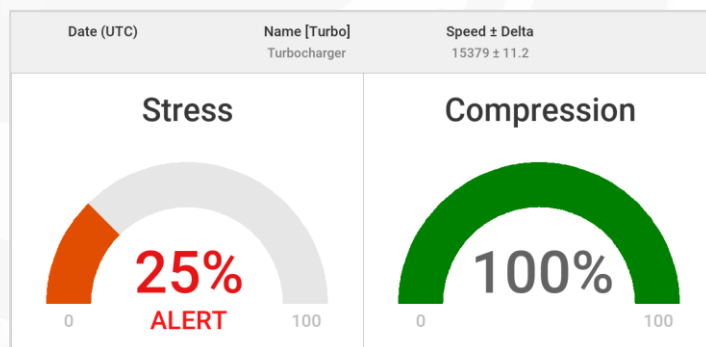 Date (UTC) Name [Turbo] Speed ± Delta
Turbocharger 15379 ± 11.2
Stress Compression
25% 100%
ALERT
0 100 0 100